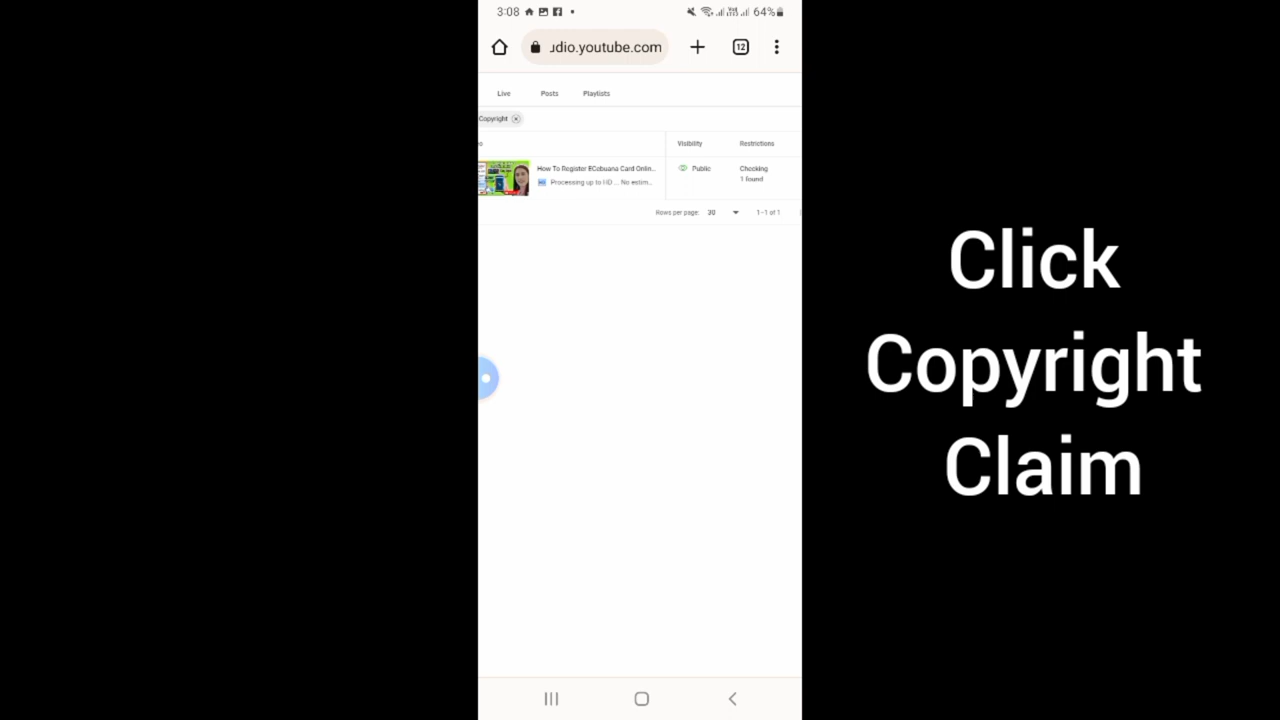 3:08
64%
udio.youtube.com
12
Live Posts Playlists
Copyright
Visibility Restrictions
How To Register ECebuana Card Onlin...
Public
Checking
1 found
HD Processing up to HD ... No estim...
Rows per page: 30 1-1 of 1
Click
Copyright
Claim